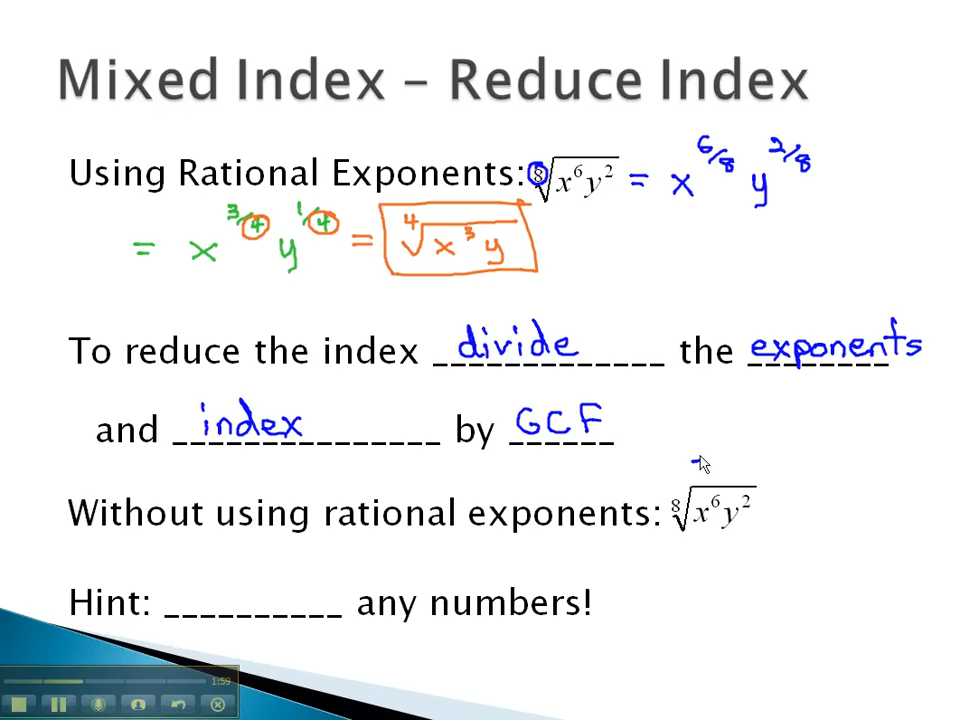 Mixed Index – Reduce Index
Using Rational Exponents: ⁸√x⁶y² = x^6/8 y^2/8
= x^3/4 y^1/4 = ⁴√x³y
To reduce the index divide the exponents
and index by GCF
Without using rational exponents: ⁸√x⁶y²
Hint: __________ any numbers!
1:59